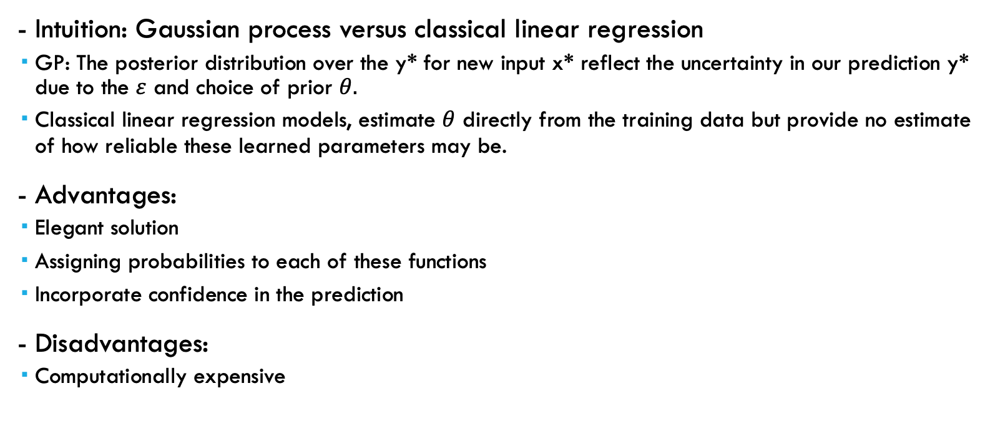 - Intuition: Gaussian process versus classical linear regression
▪ GP: The posterior distribution over the y* for new input x* reflect the uncertainty in our prediction y*
due to the 𝜀 and choice of prior 𝜃.
▪ Classical linear regression models, estimate 𝜃 directly from the training data but provide no estimate
of how reliable these learned parameters may be.
- Advantages:
▪ Elegant solution
▪ Assigning probabilities to each of these functions
▪ Incorporate confidence in the prediction
- Disadvantages:
▪ Computationally expensive